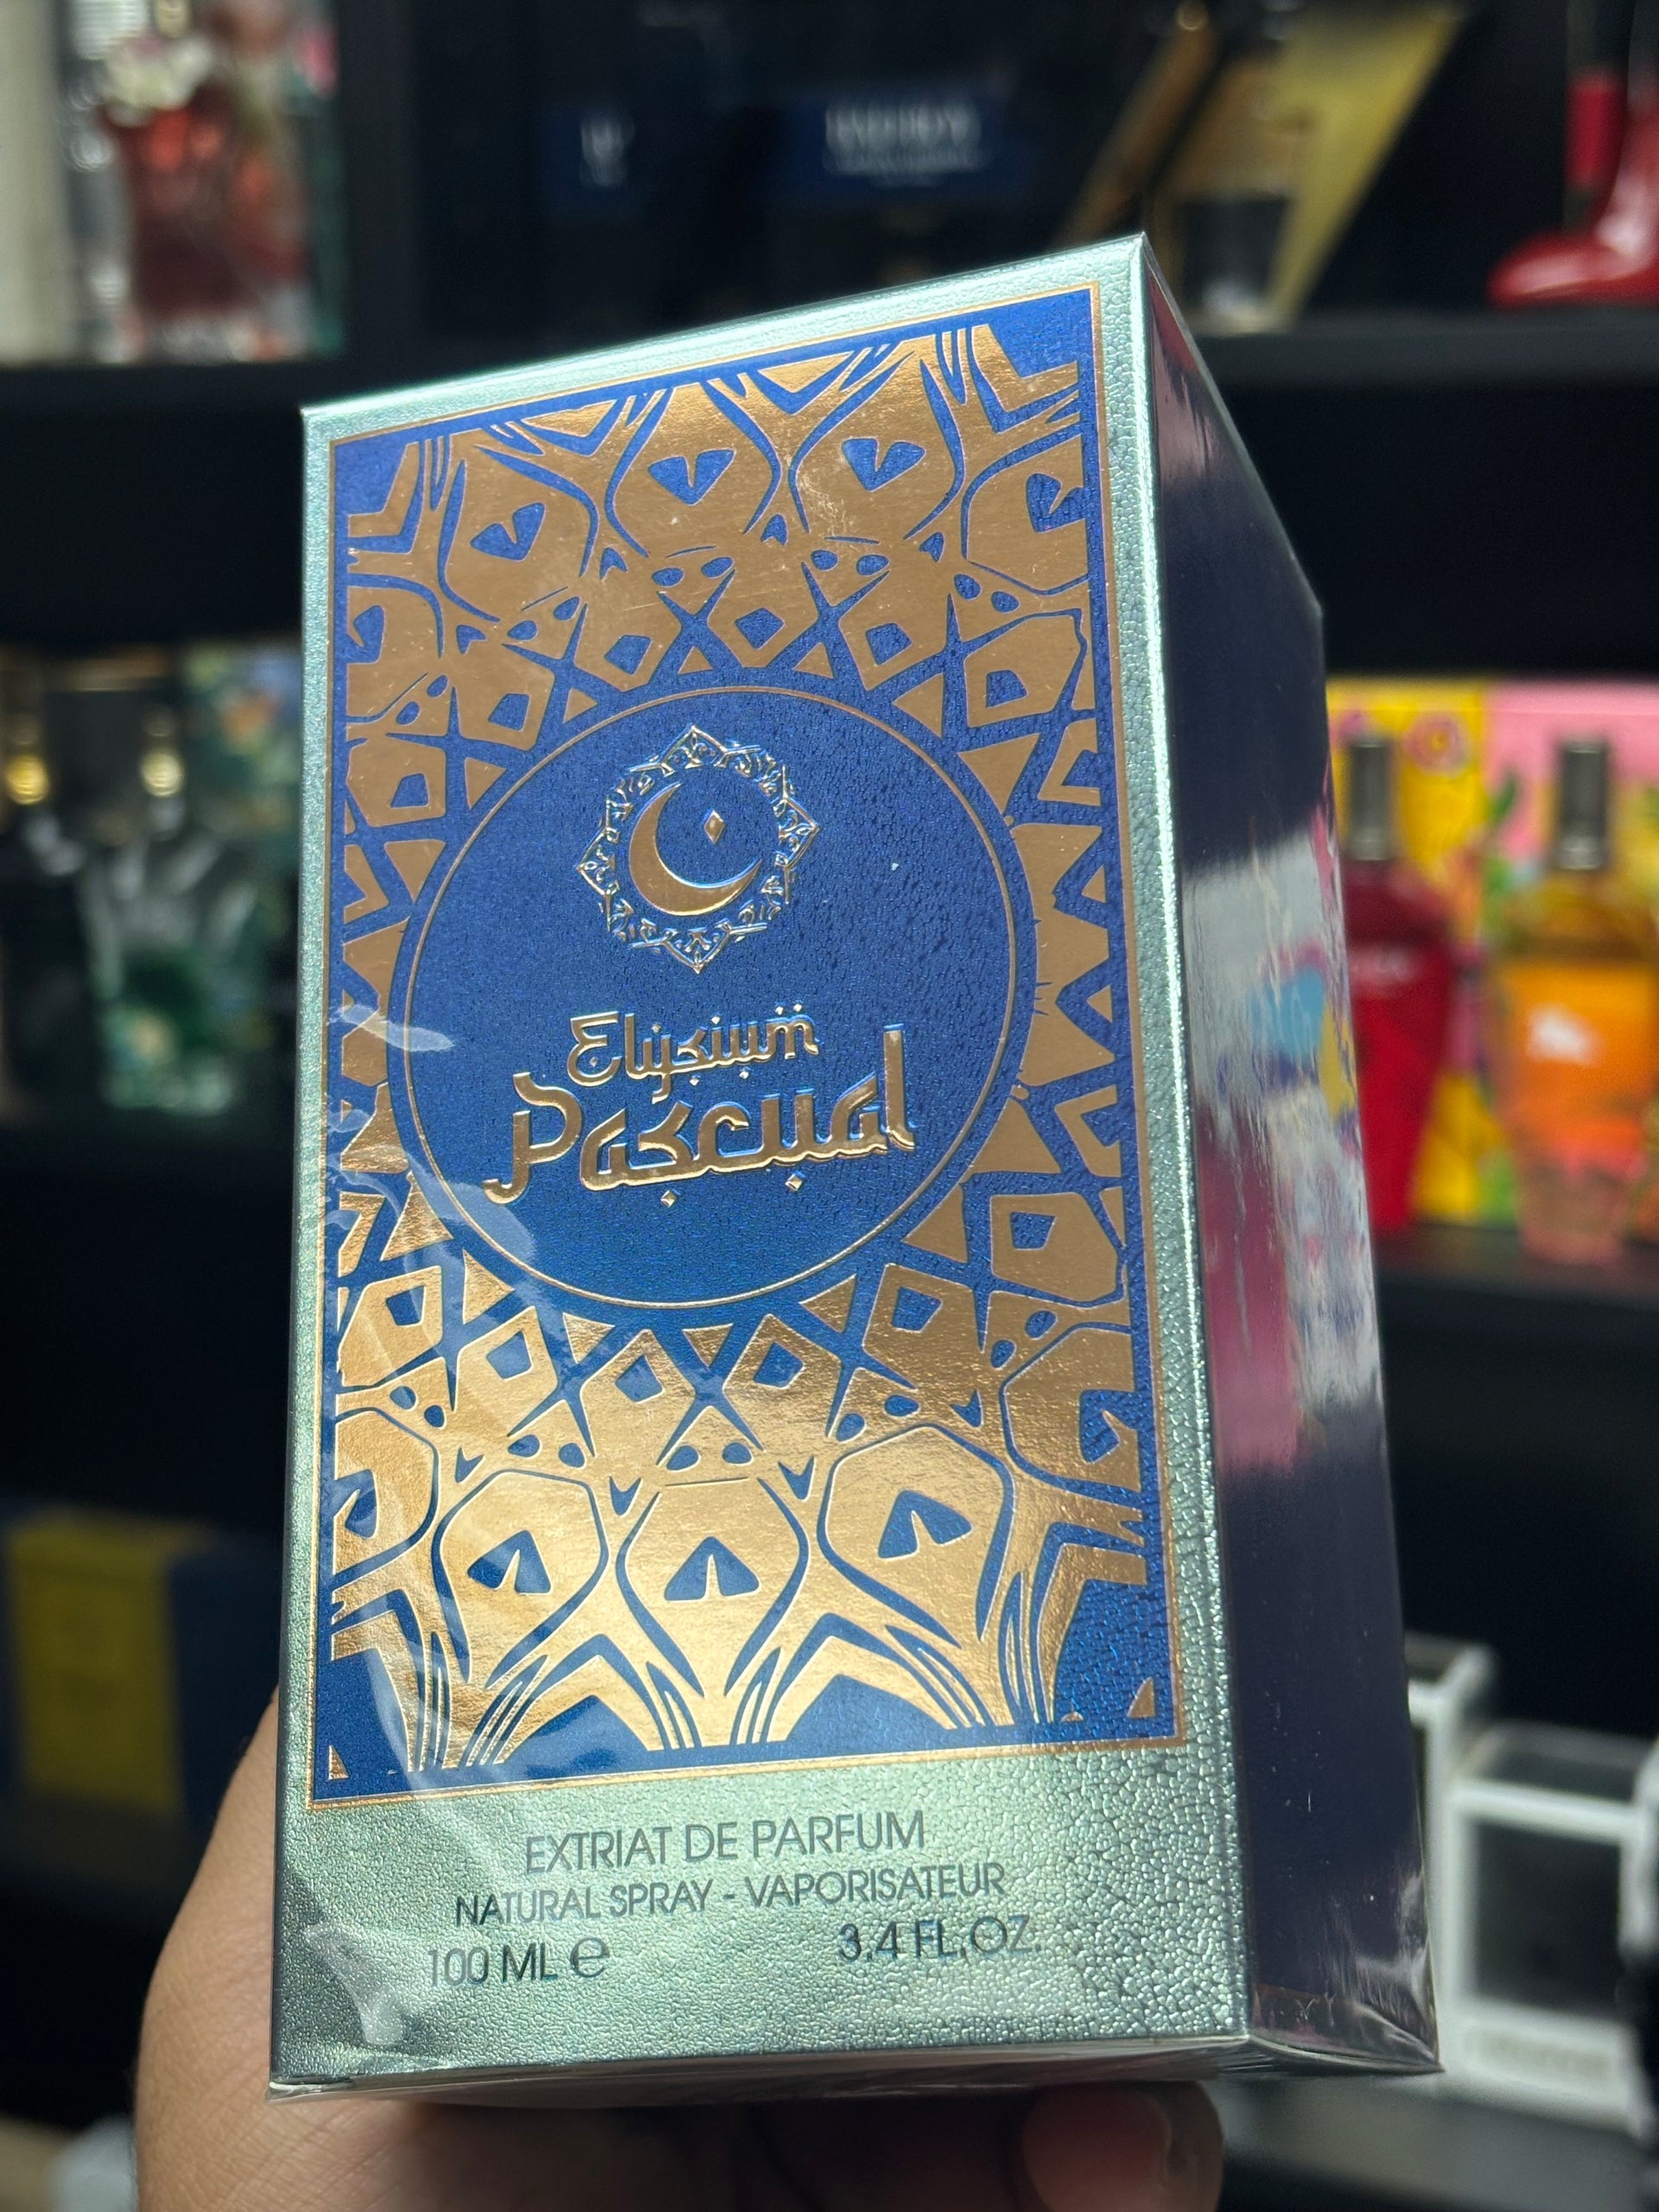 Elysium
Pascual
EXTRIAT DE PARFUM
NATURAL SPRAY - VAPORISATEUR
100 ML ℮
3.4 FL.OZ.